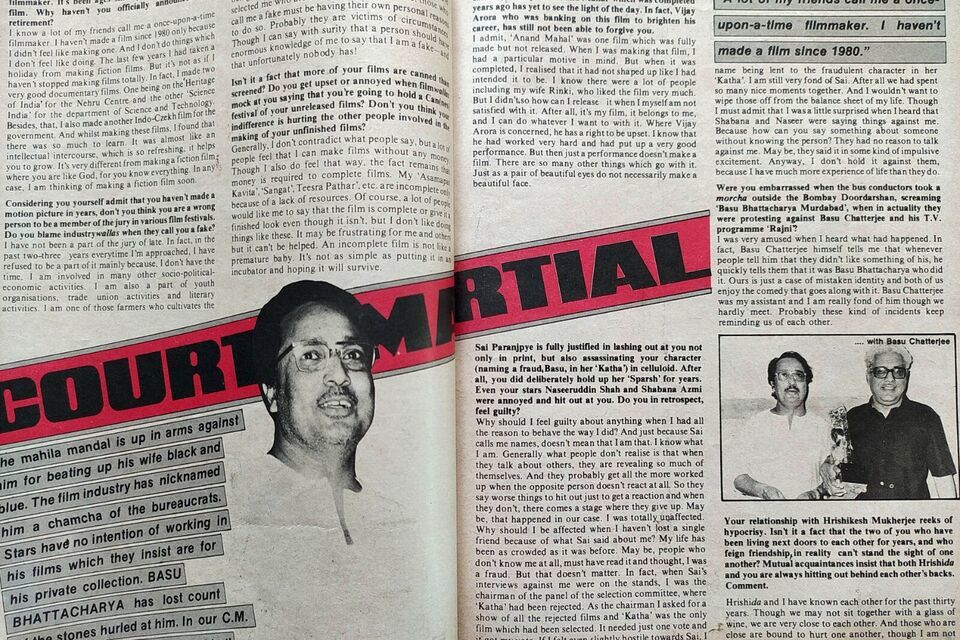 filmmaker. It's been ages since
film. Why haven't you officially announced
retirement?
I know a lot of my friends call me a once-upon-a-time
filmmaker. I haven't made a film since 1980 only because
I didn't feel like making one. And I don't do things which
I don't feel like doing. The last few years I had taken a
holiday from making fiction films. But it's not as if I
haven't stopped making films totally. In fact, I made two
very good documentary films. One being on the 'Heritage
of India' for the Nehru Centre and the other 'Science
India' for the department of Science and Technology.
Besides, that, I also made another Indo-Czekh film for the
government. And whilst making these films, I found that
there was so much to learn. It was almost like an
intellectual intercourse, which is so refreshing, it helps
you to grow. It's very different from making a fiction film,
where you are like God, for you know everything. In any
case, I am thinking of making a fiction film soon.
Considering you yourself admit that you haven't made a
motion picture in years, don't you think you are a wrong
person to be a member of the jury in various film festivals.
Do you blame industrywallas when they call you a fake?
I have not been a part of the jury of late. In fact, in the
past two-three years everytime I'm approached, I have
refused to be a part of it mainly because, I don't have the
time. I am involved in many other socio-political-
economic activities. I am also a part of youth
organisations, trade union activities and literary
activities. I am one of those farmers who cultivates the
selected me
call me a fake must be having their own personal reasons
to do so. Probably they are victims of circumstances.
Though I can say with surity that a person should have
enormous knowledge of me to say that I am a fake — and
that unfortunately nobody has!
Isn't it a fact that more of your films are canned than
screened? Do you get upset or annoyed when filmwallas
mock at you saying that you're going to hold a Cannes
festival of your unreleased films? Don't you think your
indifference is hurting the other people involved in the
making of your unfinished films?
Generally, I don't contradict what people say, but a lot of
people feel that I can make films without any money.
Though I also do feel that way, the fact remains that
money is required to complete films. My 'Asamapt
Kavita', 'Sangat', 'Teesra Pathar', etc. are incomplete only
because of a lack of resources. Of course, a lot of people
would like me to say that the film is complete or give it a
finished look even though it isn't, but I don't like doing
things like these. It may be frustrating for me and others
but it can't be helped. An incomplete film is not like a
premature baby. It's not as simple as putting it in an
incubator and hoping it will survive.
COURT MARTIAL
The mahila mandal is up in arms against
him for beating up his wife black and
blue. The film industry has nicknamed
him a chamcha of the bureaucrats.
Stars have no intention of working in
his films which they insist are for
his private collection. BASU
BHATTACHARYA has lost count
of the stones hurled at him. In our C.M.
was completed
years ago has yet to see the light of the day. In fact, Vijay
Arora who was banking on this film to brighten his
career, has still not been able to forgive you.
I admit, 'Anand Mahal' was one film which was fully
made but not released. When I was making that film, I
had a particular motive in mind. But when it was
completed, I realised that it had not shaped up like I had
intended it to be. I know there were a lot of people
including my wife Rinki, who liked the film very much.
But I didn'tso how can I release it when I myself am not
satisfied with it. After all, it's my film, it belongs to me,
and I can do whatever I want to with it. Where Vijay
Arora is concerned, he has a right to be upset. I know that
he had worked very hard and had put up a very good
performance. But then just a performance doesn't make a
film. There are so many other things which go with it.
Just as a pair of beautiful eyes do not necessarily make a
beautiful face.
Sai Paranjpye is fully justified in lashing out at you not
only in print, but also assassinating your character
(naming a fraud,Basu, in her 'Katha') in celluloid. After
all, you did deliberately hold up her 'Sparsh' for years.
Even your stars Naseeruddin Shah and Shabana Azmi
were annoyed and hit out at you. Do you in retrospect,
feel guilty?
Why should I feel guilty about anything when I had all
the reason to behave the way I did? And just because Sai
calls me names, doesn't mean that I am that. I know what
I am. Generally what people don't realise is that when
they talk about others, they are revealing so much of
themselves. And they probably get all the more worked
up when the opposite person doesn't react at all. So they
say worse things to hit out just to get a reaction and when
they don't, there comes a stage where they give up. May
be, that happened in our case. I was totally unaffected.
Why should I be affected when I haven't lost a single
friend because of what Sai said about me? My life has
been as crowded as it was before. May be, people who
don't know me at all, must have read it and thought, I was
a fraud. But that doesn't matter. In fact, when Sai's
interviews against me were on the stands, I was the
chairman of the panel of the selection committee, where
'Katha' had been rejected. As the chairman I asked for a
show of all the rejected films and 'Katha' was the only
film which had been selected. It needed just one vote and
it got my vote. If I felt even slightly hostile towards Sai, I
A lot of my friends call me a once-
upon-a-time filmmaker. I haven't
made a film since 1980."
name being lent to the fraudulent character in her
'Katha'. I am still very fond of Sai. After all we had spent
so many nice moments together. And I wouldn't want to
wipe those off from the balance sheet of my life. Though I
must admit that I was a little surprised when I heard that
Shabana and Naseer were saying things against me.
Because how can you say something about someone
without knowing the person? They had no reason to talk
against me. May be, they said it in some kind of impulsive
excitement. Anyway, I don't hold it against them,
because I have much more experience of life than they do.
Were you embarrassed when the bus conductors took a
morcha outside the Bombay Doordarshan, screaming
'Basu Bhattacharya Murdabad', when in actuality they
were protesting against Basu Chatterjee and his T.V.
programme 'Rajni'?
I was very amused when I heard what had happened. In
fact, Basu Chatterjee himself tells me that whenever
people tell him that they didn't like something of his, he
quickly tells them that it was Basu Bhattacharya who did
it. Ours is just a case of mistaken identity and both of us
enjoy the comedy that goes along with it. Basu Chatterjee
was my assistant and I am really fond of him though we
hardly meet. Probably these kind of incidents keep
reminding us of each other.
.... with Basu Chatterjee
Your relationship with Hrishikesh Mukherjee reeks of
hypocrisy. Isn't it a fact that the two of you who have
been living next doors to each other for years, and who
feign friendship, in reality can't stand the sight of one
another? Mutual acquaintances insist that both Hrishida
and you are always hitting out behind each other's backs.
Comment.
Hrishida and I have known each other for the past thirty
years. Though we may not sit together with a glass of
wine, we are very close to each other. And those who are
close are bound to hurt one another, though I am not